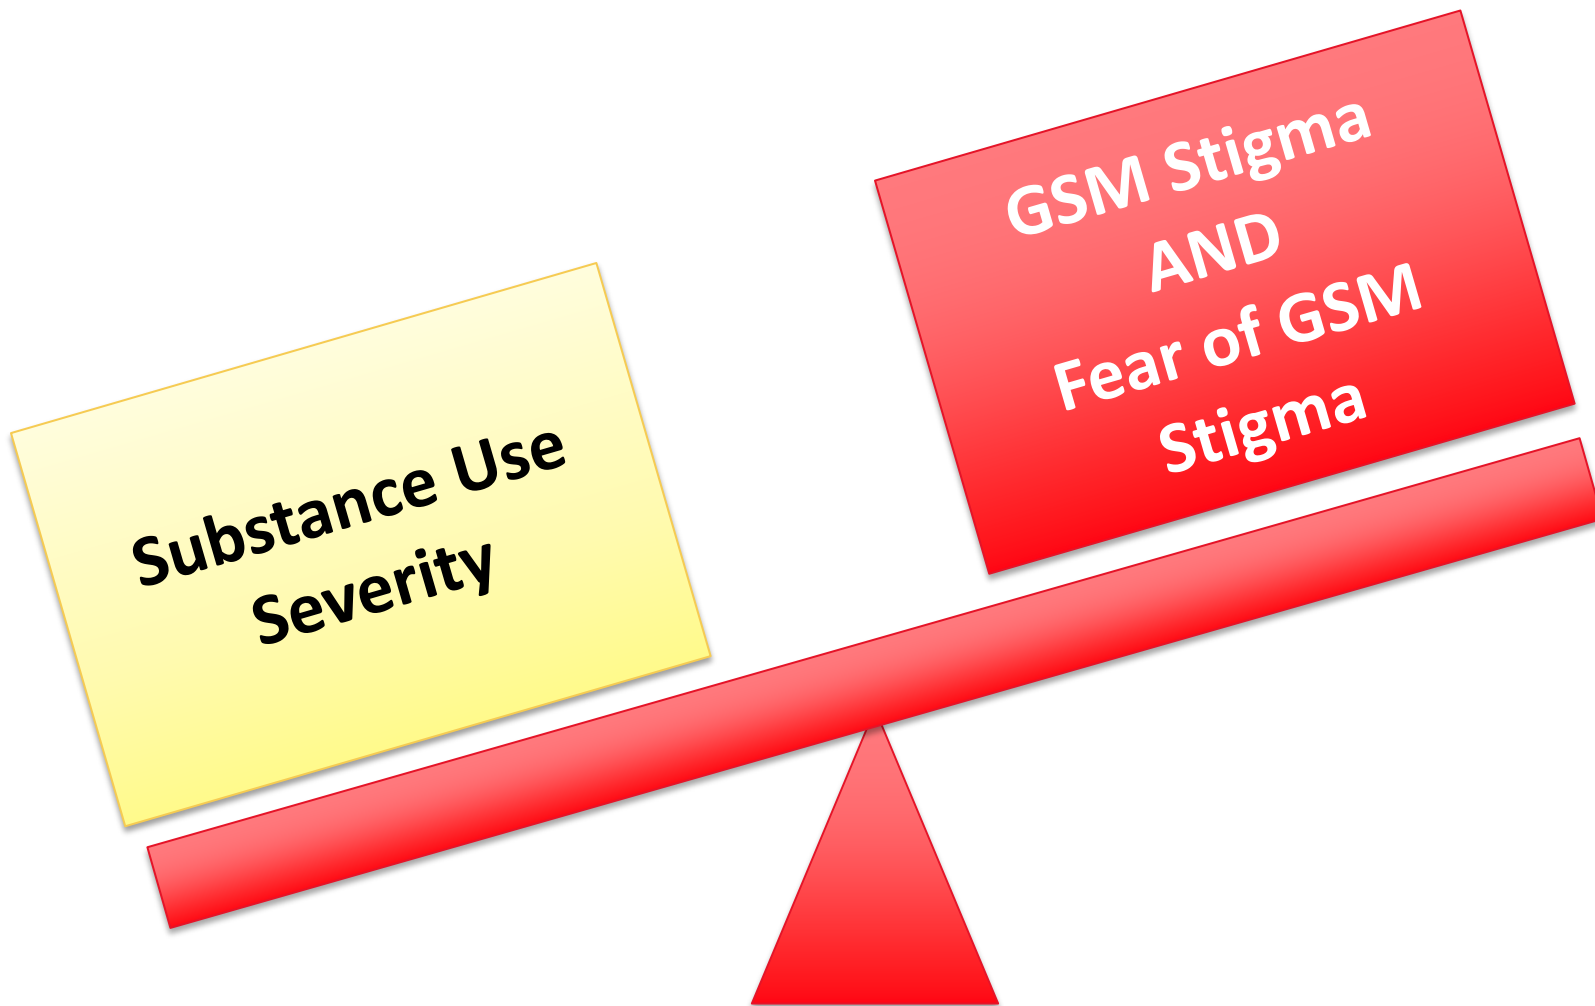 Substance Use
Severity
GSM Stigma
AND
Fear of GSM
Stigma